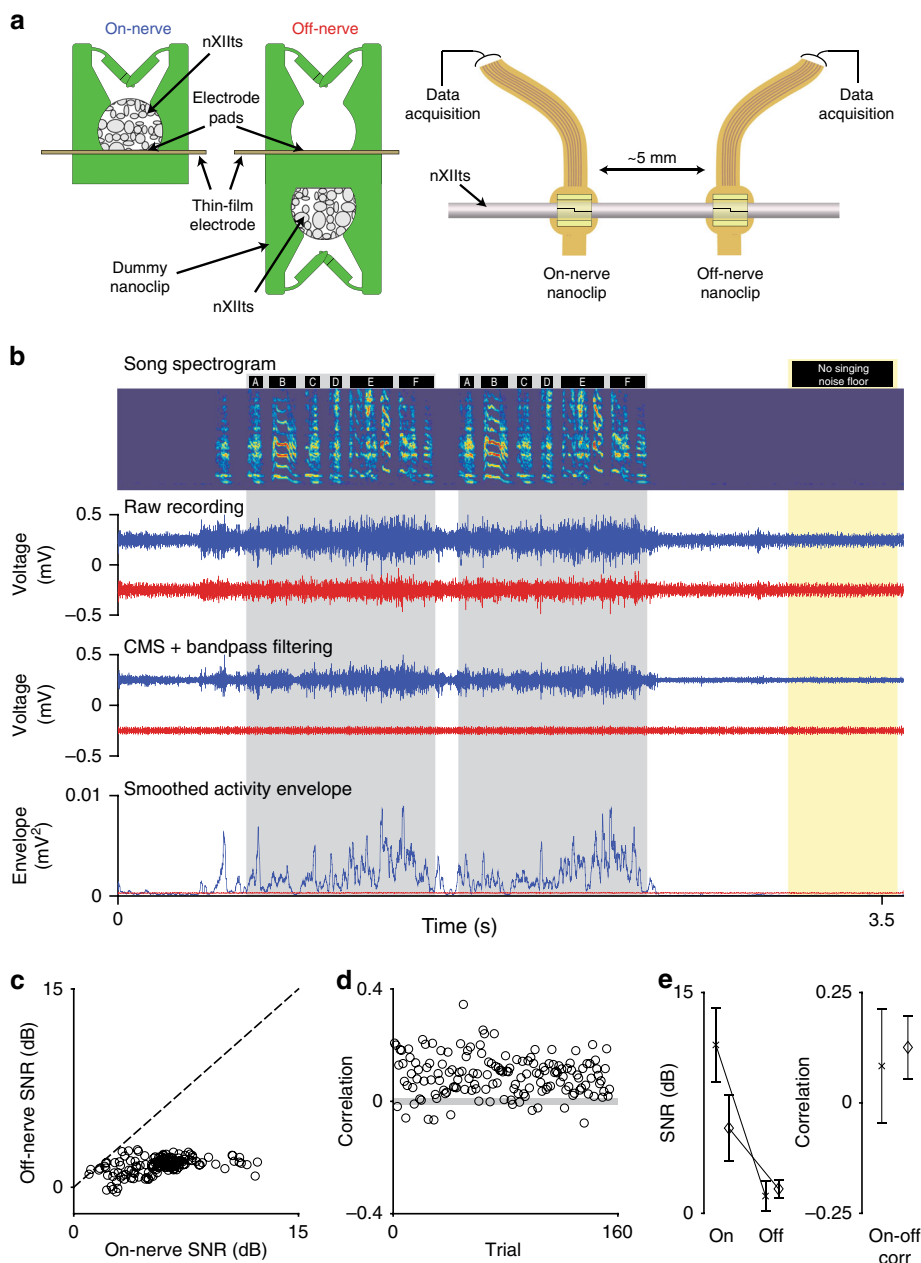 a
On-nerve
Off-nerve
nXIIts
Electrode
pads
Thin-film
electrode
Dummy
nanoclip
nXIIts
Data
acquisition
Data
acquisition
~5 mm
nXIIts
On-nerve
nanoclip
Off-nerve
nanoclip
b
Song spectrogram
A B C D E F
A B C D E F
No singing
noise floor
Raw recording
0.5
0
–0.5
Voltage
(mV)
CMS + bandpass filtering
0.5
0
–0.5
Voltage
(mV)
Smoothed activity envelope
0.01
0
Envelope
(mV²)
0
3.5
Time (s)
c
15
0
Off-nerve SNR (dB)
0
15
On-nerve SNR (dB)
d
0.4
0
–0.4
Correlation
0
160
Trial
e
15
0
SNR (dB)
On
Off
0.25
0
–0.25
Correlation
On-off
corr